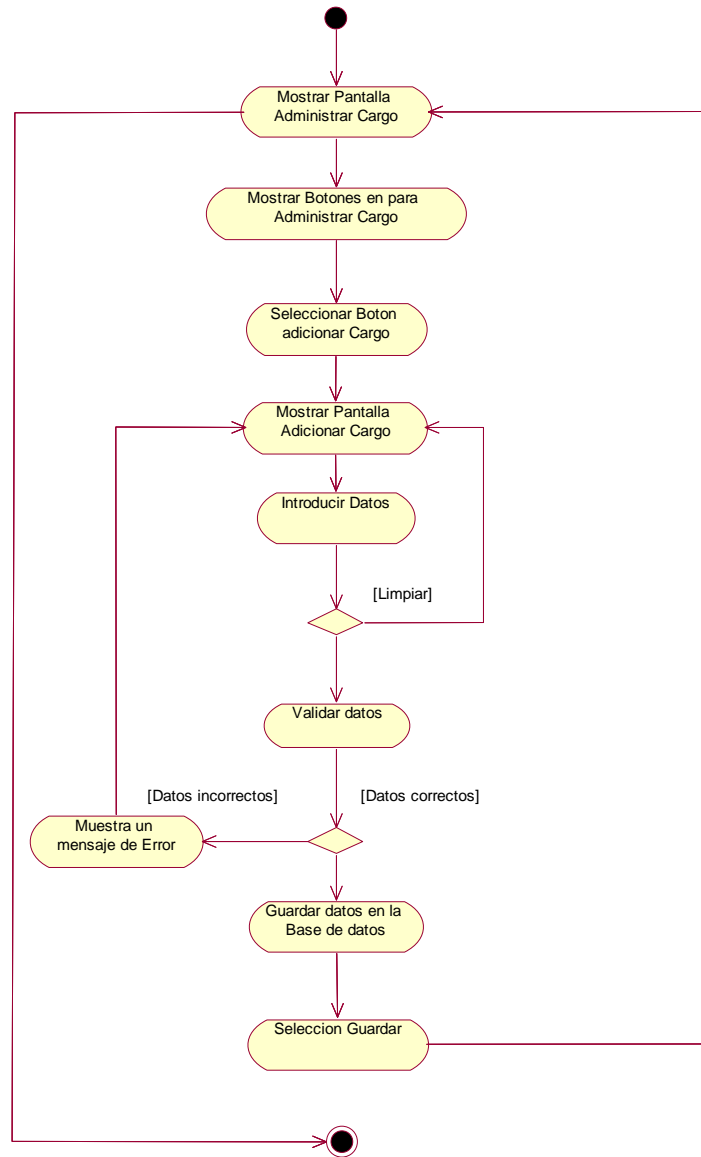 Mostrar Pantalla
Administrar Cargo
Mostrar Botones en para
Administrar Cargo
Seleccionar Boton
adicionar Cargo
Mostrar Pantalla
Adicionar Cargo
Introducir Datos
[Limpiar]
Validar datos
[Datos incorrectos]
[Datos correctos]
Muestra un
mensaje de Error
Guardar datos en la
Base de datos
Seleccion Guardar